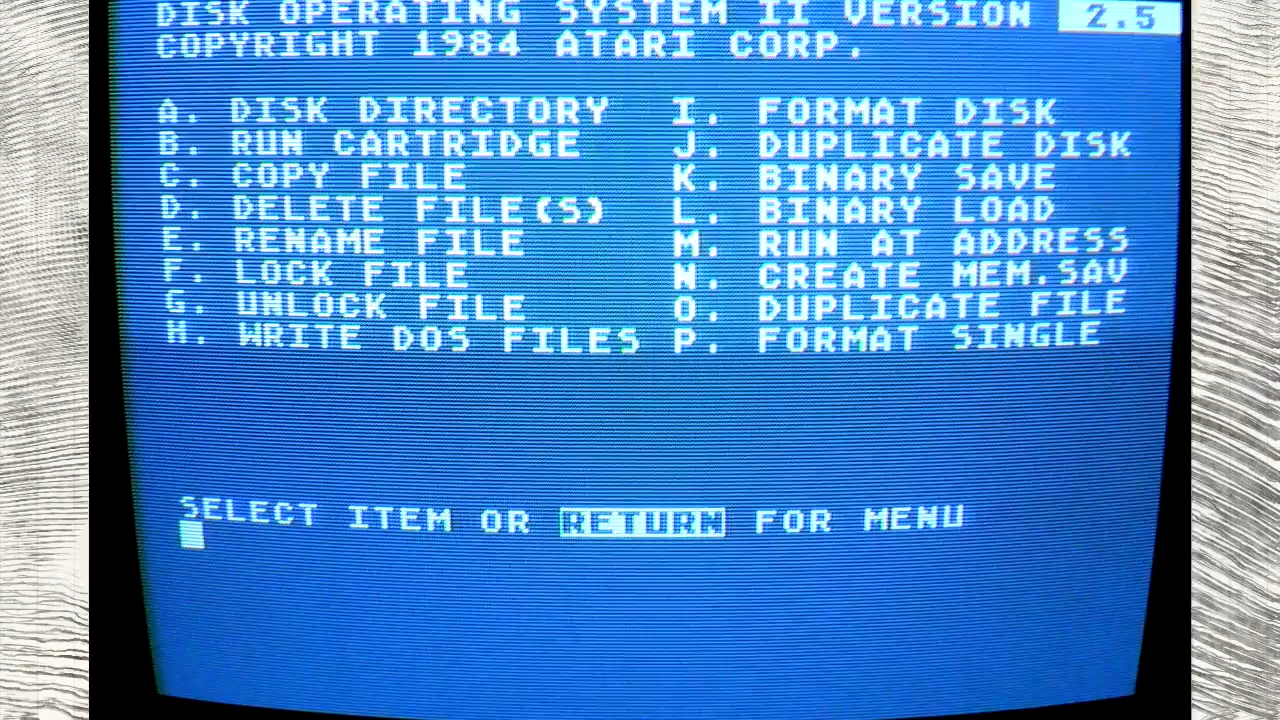 DISK OPERATING SYSTEM II VERSION 2.5
COPYRIGHT 1984 ATARI CORP.
A. DISK DIRECTORY I. FORMAT DISK
B. RUN CARTRIDGE J. DUPLICATE DISK
C. COPY FILE K. BINARY SAVE
D. DELETE FILE(S) L. BINARY LOAD
E. RENAME FILE M. RUN AT ADDRESS
F. LOCK FILE N. CREATE MEM.SAV
G. UNLOCK FILE O. DUPLICATE FILE
H. WRITE DOS FILES P. FORMAT SINGLE
SELECT ITEM OR RETURN FOR MENU